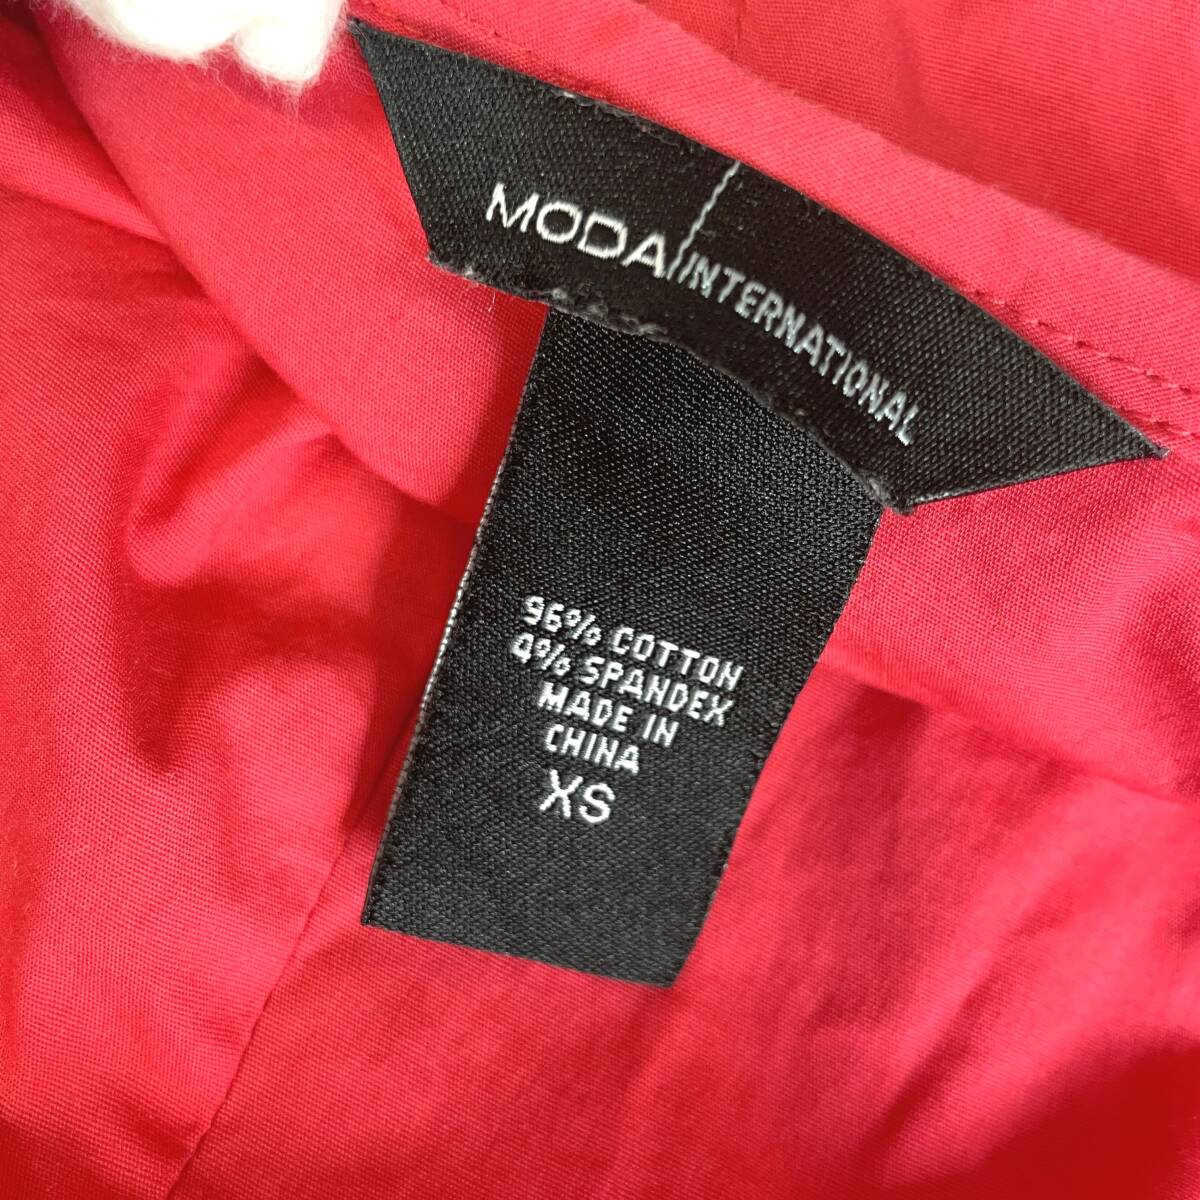 MODA INTERNATIONAL
96% COTTON
4% SPANDEX
MADE IN
CHINA
XS